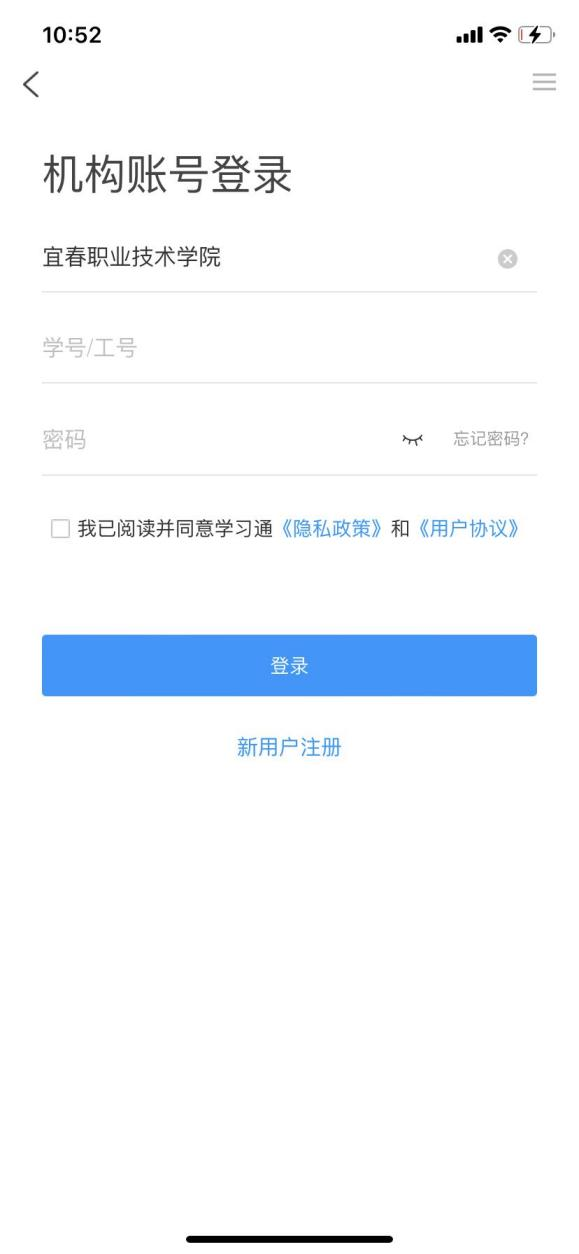 10:52
机构账号登录
宜春职业技术学院
学号/工号
密码 忘记密码?
我已阅读并同意学习通《隐私政策》和《用户协议》
登录
新用户注册